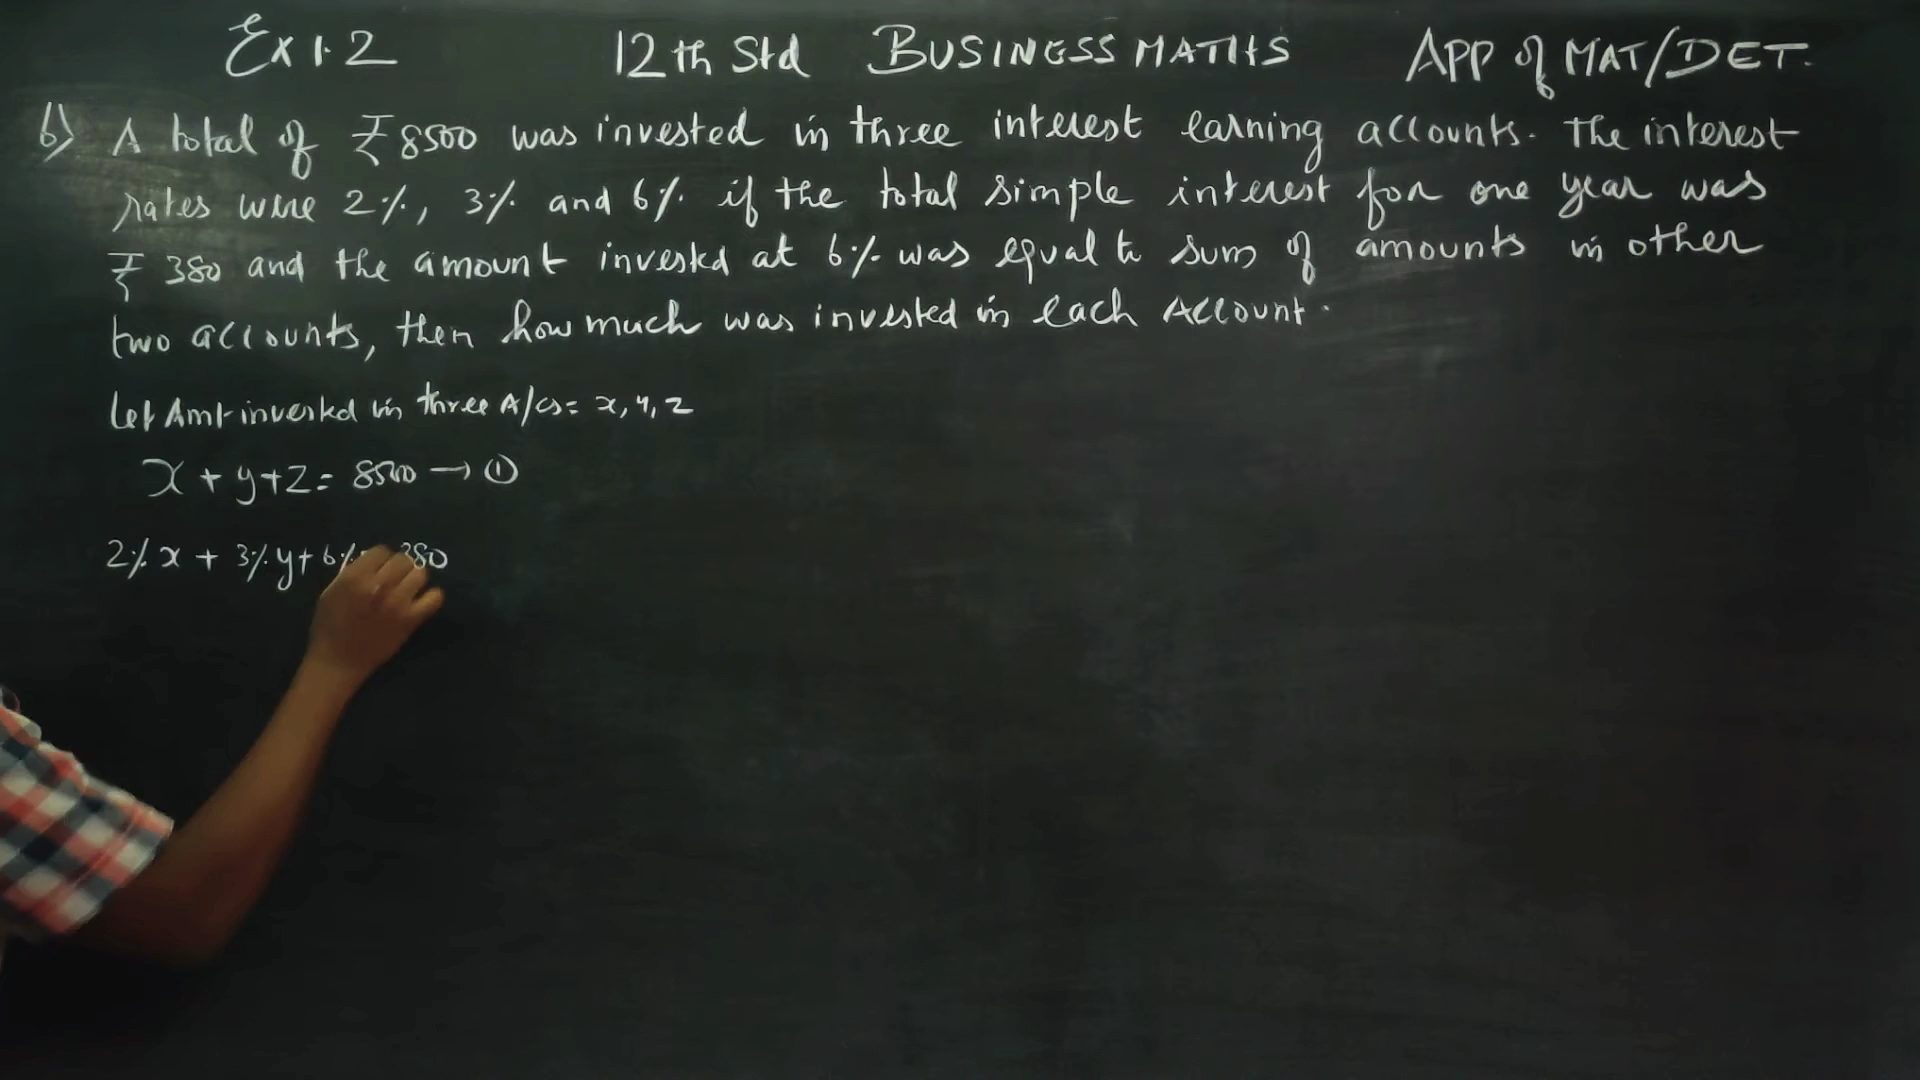 Ex 1.2 12th Std BUSINESS MATHS APP of MAT/DET.
6) A total of ₹8500 was invested in three interest earning accounts. The interest
rates were 2%, 3% and 6% if the total simple interest for one year was
₹ 380 and the amount invested at 6% was equal to sum of amounts in other
two accounts, then how much was invested in each Account.
Let Amt invested in three A/cs = x, y, z
x + y + z = 8500 → ①
2% x + 3% y + 6% 380